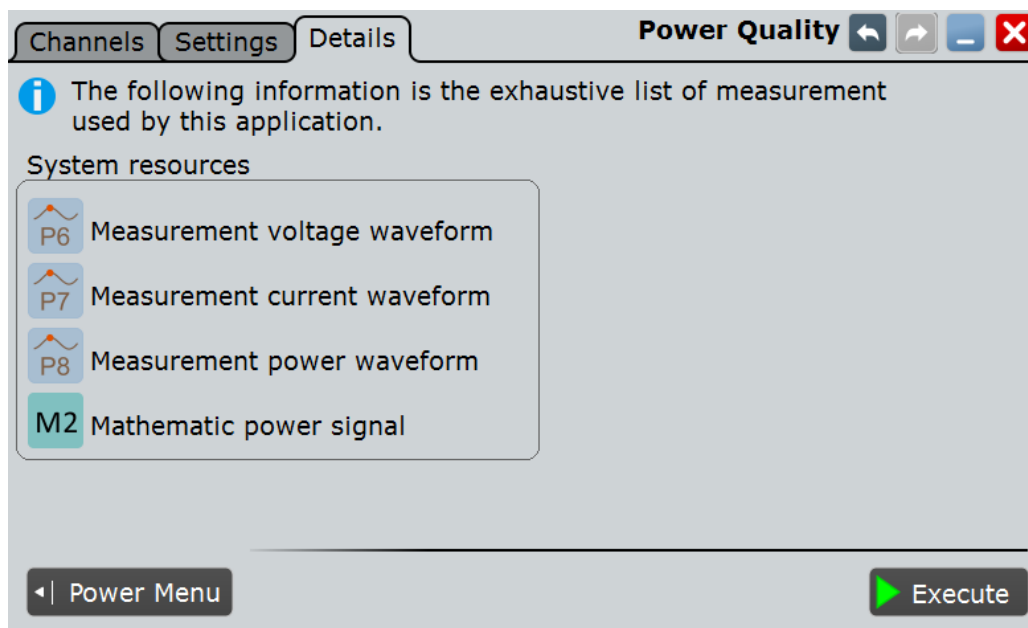 Channels Settings Details Power Quality
The following information is the exhaustive list of measurement
used by this application.
System resources
P6 Measurement voltage waveform
P7 Measurement current waveform
P8 Measurement power waveform
M2 Mathematic power signal
Power Menu Execute